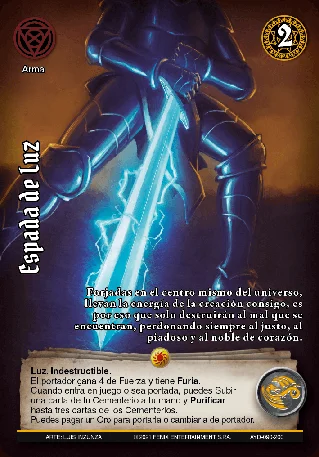 2
Arma
Espada de Luz
Forjadas en el centro mismo del universo,
llevan la energía de la creación consigo, es
por eso que solo destruirán al mal que se
encuentran, perdonando siempre al justo, al
piadoso y al noble de corazón.
Luz. Indestructible.
El portador gana 4 de Fuerza y tiene Furia.
Cuando entra en juego o sea portada, puedes Subir
una carta de tu Cementerio a tu mano y Purificar
hasta tres cartas de los Cementerios.
Puedes pagar un Oro para portarla o cambiar a de portador.
ARTE: LUIS INZUNZA
ENTERTAINMENT S.P.A.